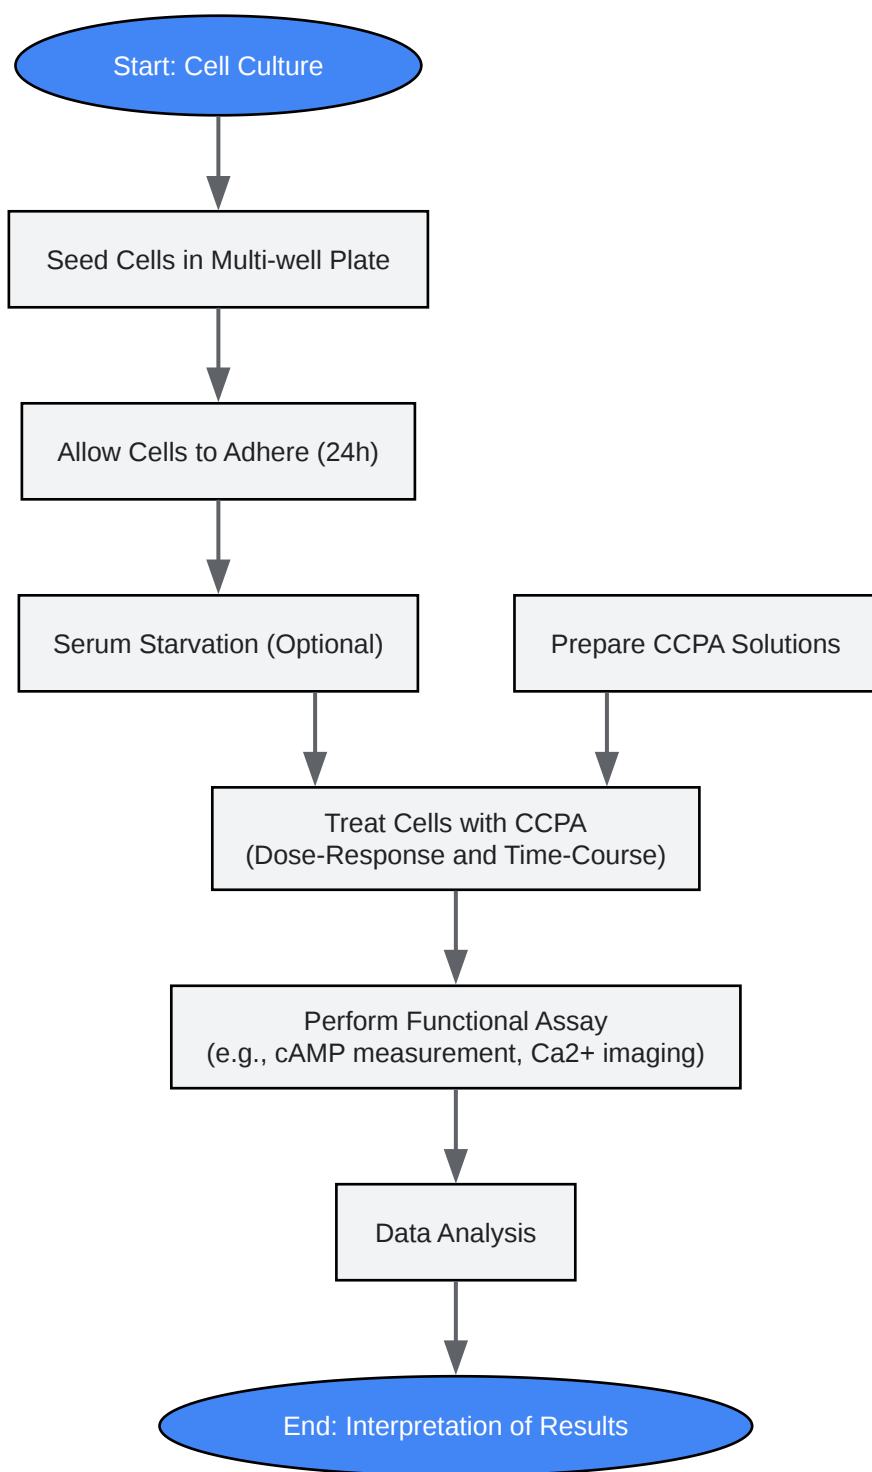 Start: Cell Culture
Seed Cells in Multi-well Plate
Allow Cells to Adhere (24h)
Serum Starvation (Optional)
Prepare CCPA Solutions
Treat Cells with CCPA
(Dose-Response and Time-Course)
Perform Functional Assay
(e.g., cAMP measurement, Ca2+ imaging)
Data Analysis
End: Interpretation of Results